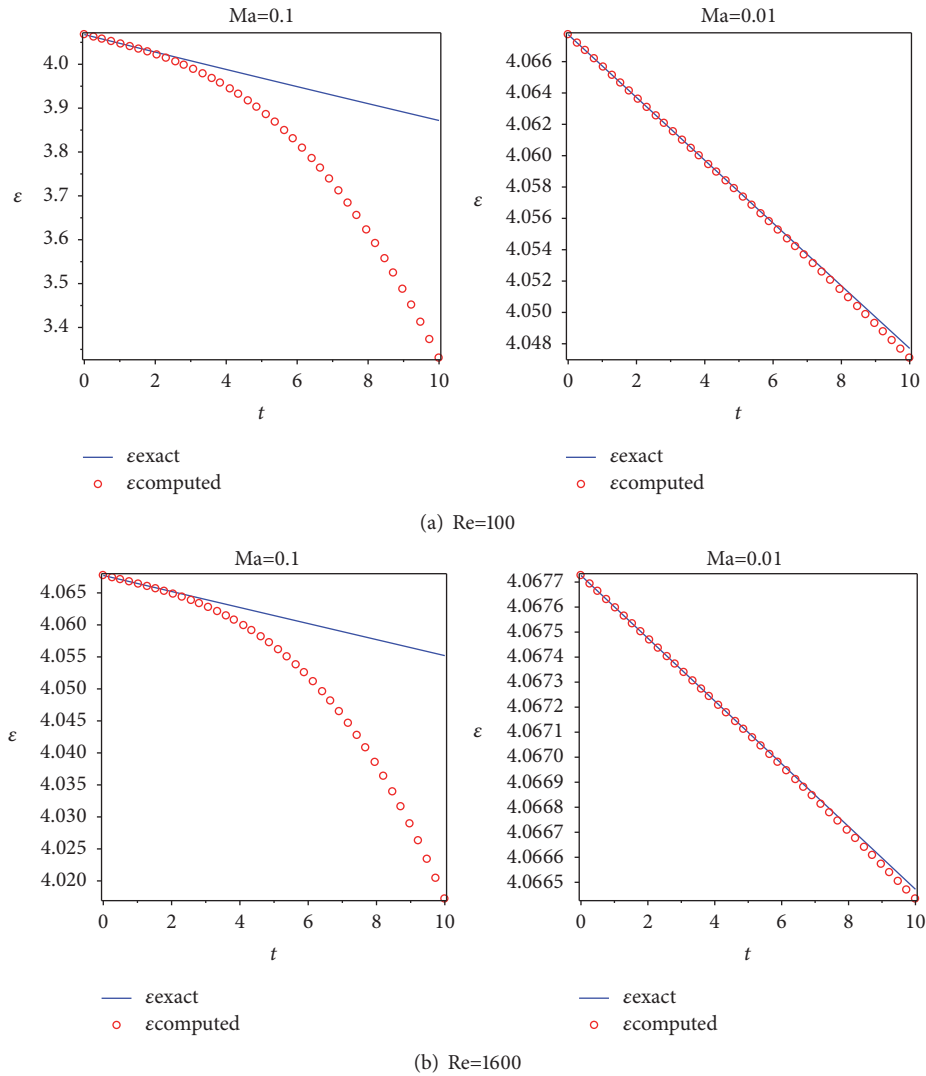 Ma=0.1
4.0
3.9
3.8
3.7
3.6
3.5
3.4
ε
0 2 4 6 8 10
t
εexact
εcomputed
Ma=0.01
4.066
4.064
4.062
4.060
4.058
4.056
4.054
4.052
4.050
4.048
ε
0 2 4 6 8 10
t
εexact
εcomputed
(a) Re=100
Ma=0.1
4.065
4.060
4.055
4.050
4.045
4.040
4.035
4.030
4.025
4.020
ε
0 2 4 6 8 10
t
εexact
εcomputed
Ma=0.01
4.0677
4.0676
4.0675
4.0674
4.0673
4.0672
4.0671
4.0670
4.0669
4.0668
4.0667
4.0666
4.0665
ε
0 2 4 6 8 10
t
εexact
εcomputed
(b) Re=1600